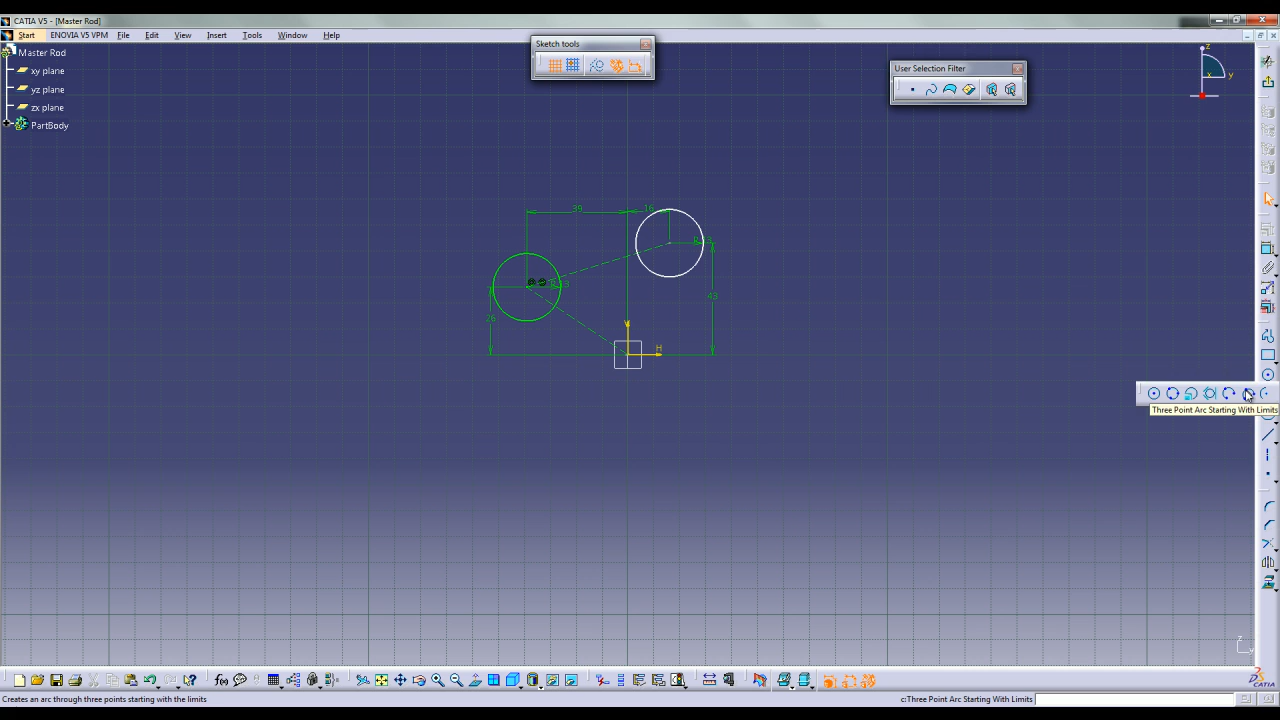 CATIA V5 - [Master Rod]
Start ENOVIA V5 VPM File Edit View Insert Tools Window Help
Sketch tools
User Selection Filter
Master Rod
xy plane
yz plane
zx plane
PartBody
z
x
y
39
16
26
43
V
H
Three Point Arc Starting With Limits
z
y
f(x)
Creates an arc through three points starting with the limits
c:Three Point Arc Starting With Limits
CATIA